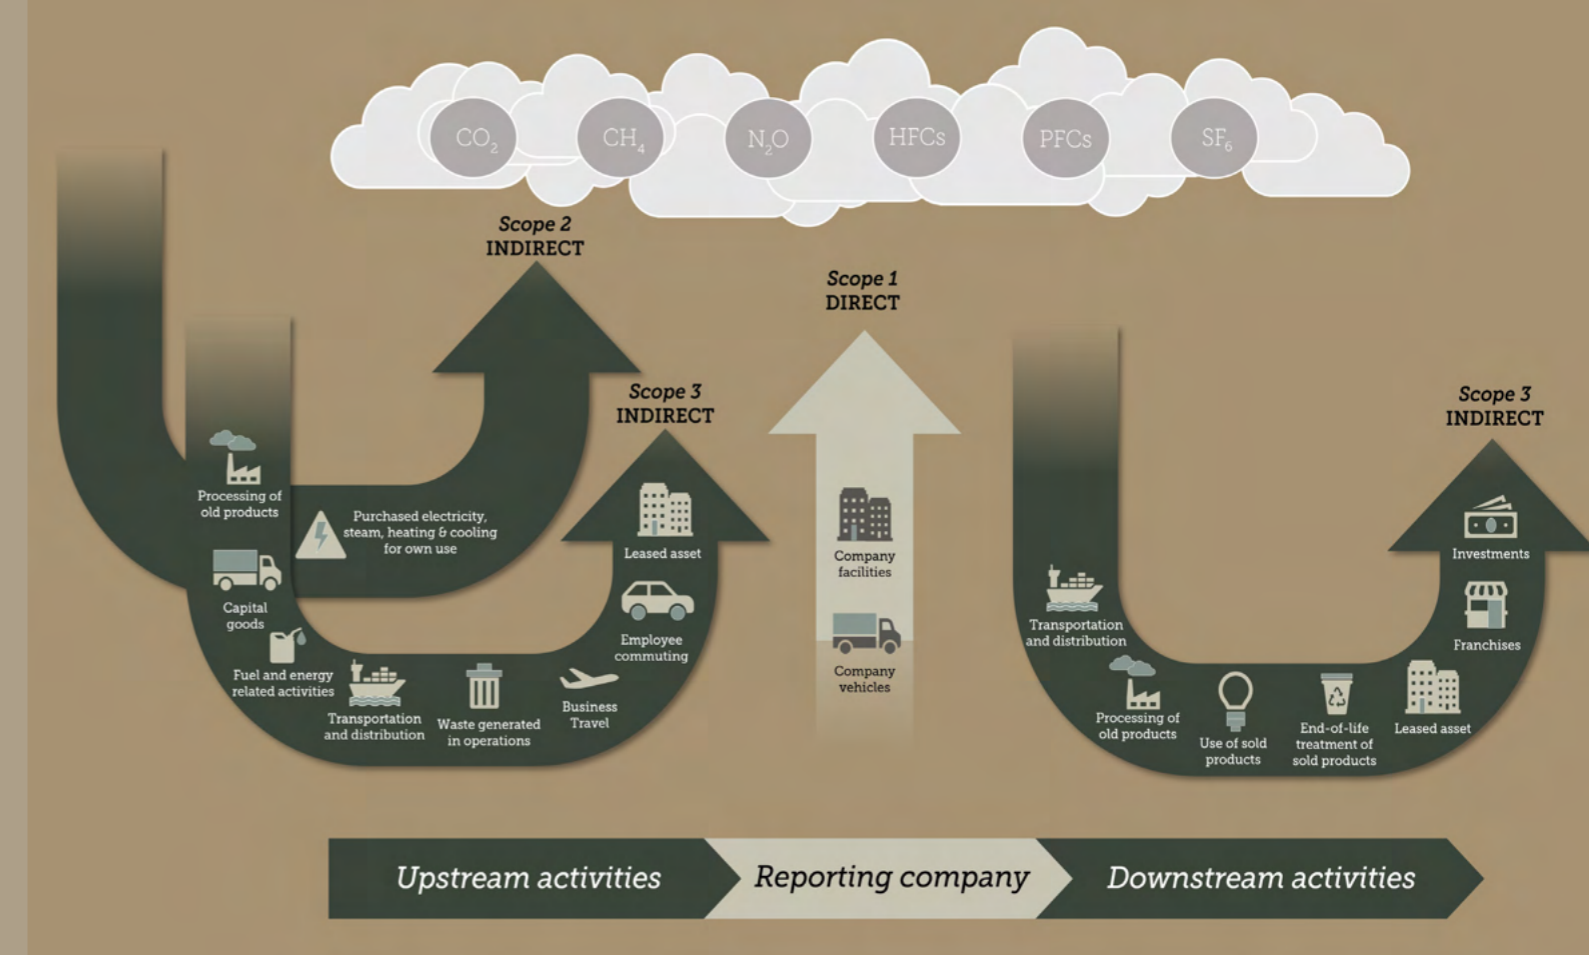 CO₂
CH₄
N₂O
HFCs
PFCs
SF₆
Scope 2
INDIRECT
Scope 1
DIRECT
Scope 3
INDIRECT
Scope 3
INDIRECT
Processing of
old products
Purchased electricity,
steam, heating & cooling
for own use
Capital
goods
Fuel and energy
related activities
Transportation
and distribution
Waste generated
in operations
Business
Travel
Employee
commuting
Leased asset
Company
facilities
Company
vehicles
Transportation
and distribution
Processing of
old products
Use of sold
products
End-of-life
treatment of
sold products
Leased asset
Franchises
Investments
Upstream activities
Reporting company
Downstream activities